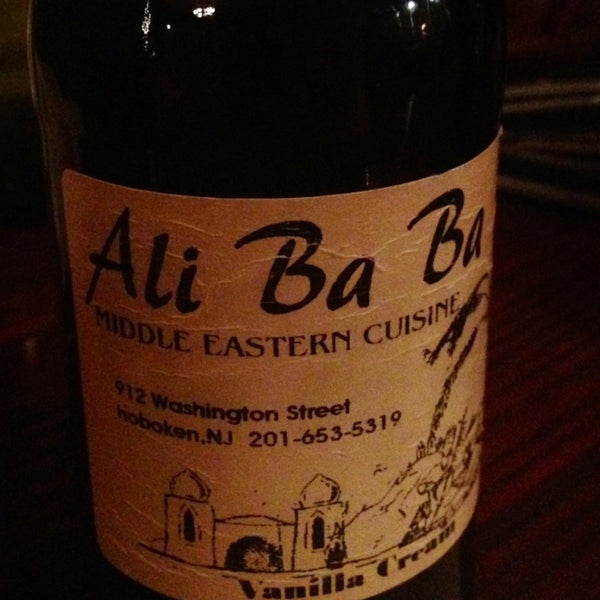 Ali Ba Ba
MIDDLE EASTERN CUISINE
912 Washington Street
Hoboken,NJ 201-653-5319
Vanilla Cream